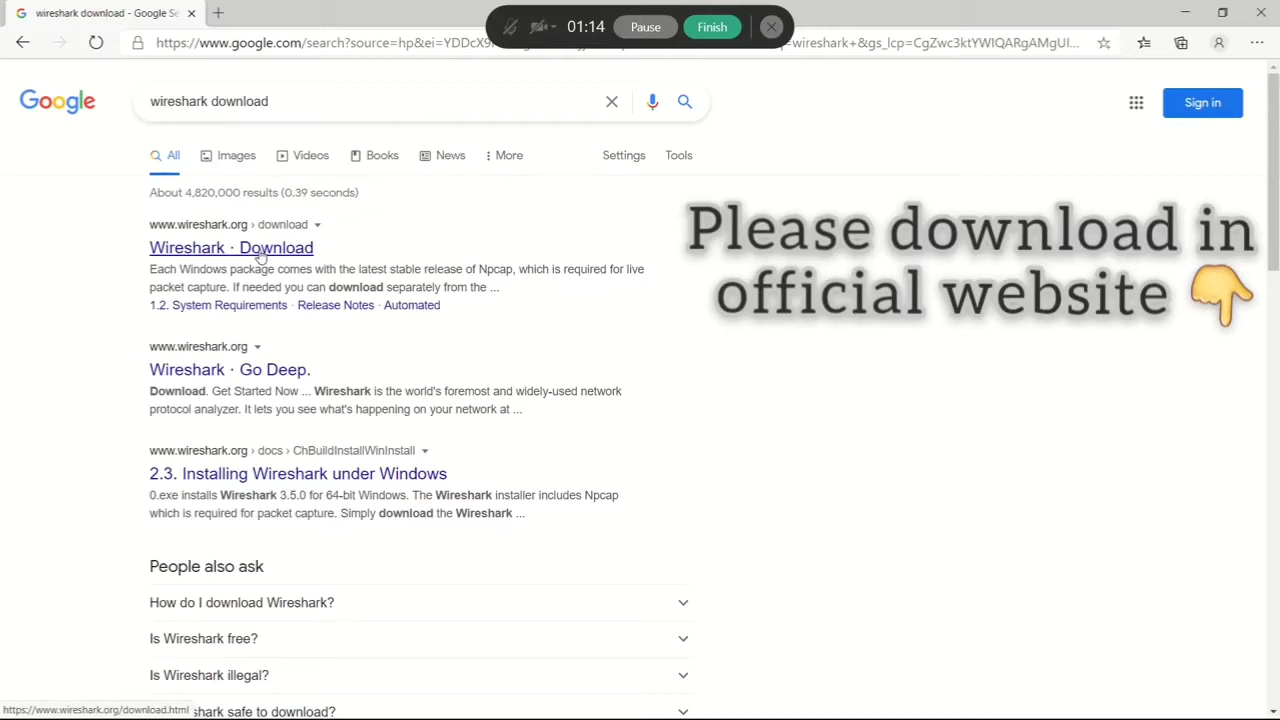 wireshark download - Google Se
01:14
Pause
Finish
https://www.google.com/search?source=hp&ei=YDDcX9
=wireshark+&gs_lcp=CgZwc3ktYWlQARgAMgUI...
Google
wireshark download
Sign in
All
Images
Videos
Books
News
More
Settings
Tools
About 4,820,000 results (0.39 seconds)
www.wireshark.org › download
Wireshark · Download
Each Windows package comes with the latest stable release of Npcap, which is required for live
packet capture. If needed you can download separately from the ...
1.2. System Requirements · Release Notes · Automated
Please download in
official website 👇
www.wireshark.org
Wireshark · Go Deep.
Download. Get Started Now ... Wireshark is the world's foremost and widely-used network
protocol analyzer. It lets you see what's happening on your network at ...
www.wireshark.org › docs › ChBuildInstallWinInstall
2.3. Installing Wireshark under Windows
0.exe installs Wireshark 3.5.0 for 64-bit Windows. The Wireshark installer includes Npcap
which is required for packet capture. Simply download the Wireshark ...
People also ask
How do I download Wireshark?
Is Wireshark free?
Is Wireshark illegal?
shark safe to download?
https://www.wireshark.org/download.html